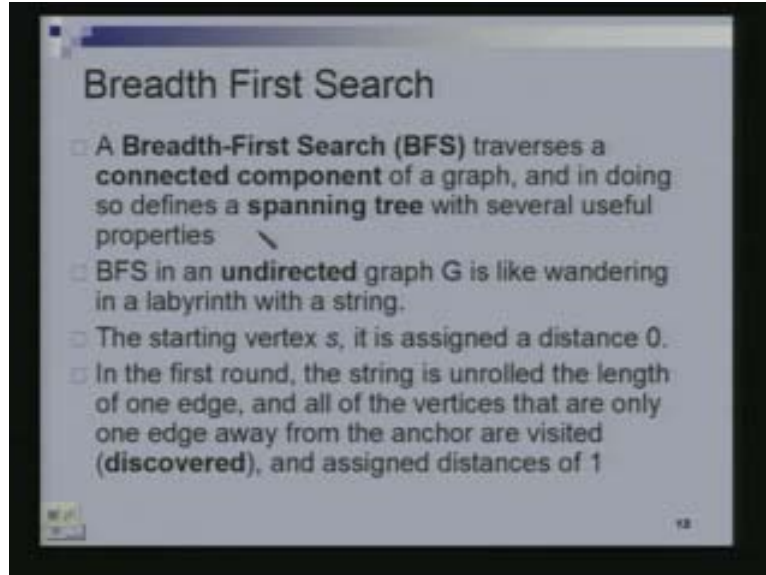 Breadth First Search
A Breadth-First Search (BFS) traverses a
connected component of a graph, and in doing
so defines a spanning tree with several useful
properties
BFS in an undirected graph G is like wandering
in a labyrinth with a string.
The starting vertex s, it is assigned a distance 0.
In the first round, the string is unrolled the length
of one edge, and all of the vertices that are only
one edge away from the anchor are visited
(discovered), and assigned distances of 1